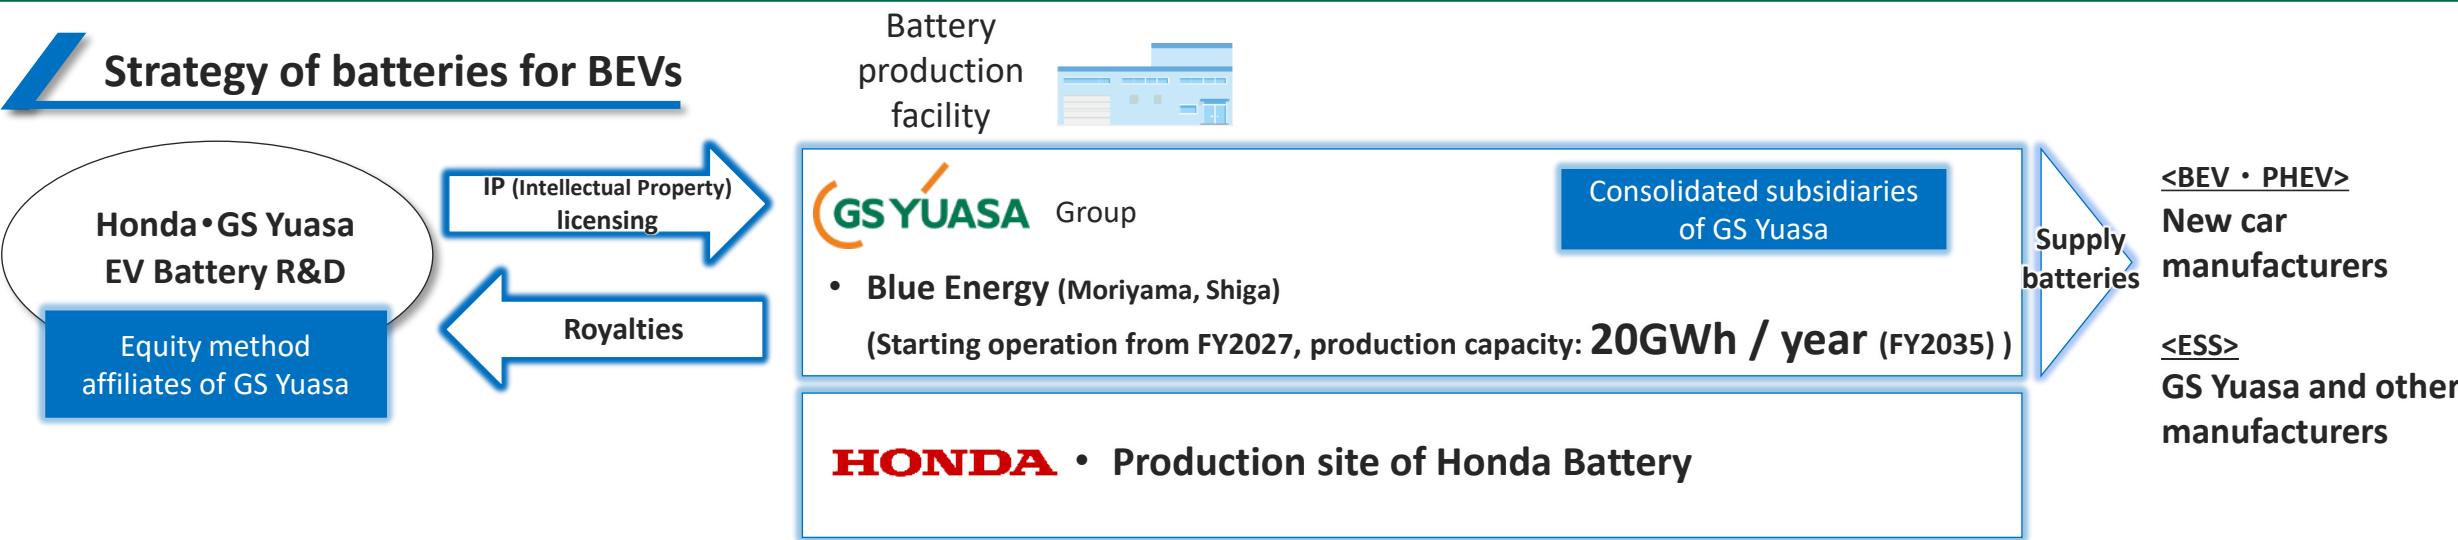 Strategy of batteries for BEVs
Battery
production
facility
Honda・GS Yuasa
EV Battery R&D
Equity method
affiliates of GS Yuasa
IP (Intellectual Property)
licensing
Royalties
GS YUASA Group
Consolidated subsidiaries
of GS Yuasa
• Blue Energy (Moriyama, Shiga)
(Starting operation from FY2027, production capacity: 20GWh / year (FY2035) )
HONDA • Production site of Honda Battery
Supply
batteries
<BEV・PHEV>
New car
manufacturers
<ESS>
GS Yuasa and other
manufacturers